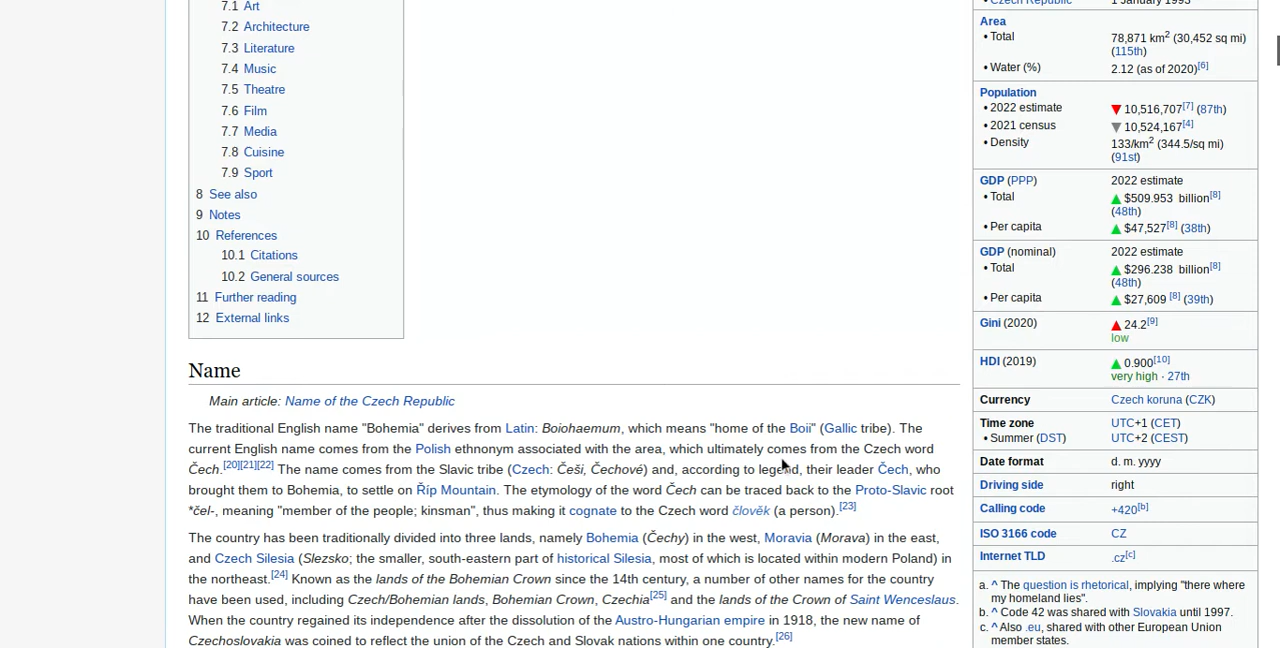 7.1 Art
7.2 Architecture
7.3 Literature
7.4 Music
7.5 Theatre
7.6 Film
7.7 Media
7.8 Cuisine
7.9 Sport
8 See also
9 Notes
10 References
10.1 Citations
10.2 General sources
11 Further reading
12 External links
Name
Main article: Name of the Czech Republic
The traditional English name "Bohemia" derives from Latin: Boiohaemum, which means "home of the Boii" (Gallic tribe). The
current English name comes from the Polish ethnonym associated with the area, which ultimately comes from the Czech word
Čech.[20][21][22] The name comes from the Slavic tribe (Czech: Češi, Čechové) and, according to legend, their leader Čech, who
brought them to Bohemia, to settle on Říp Mountain. The etymology of the word Čech can be traced back to the Proto-Slavic root
*čel-, meaning "member of the people; kinsman", thus making it cognate to the Czech word člověk (a person).[23]
The country has been traditionally divided into three lands, namely Bohemia (Čechy) in the west, Moravia (Morava) in the east,
and Czech Silesia (Slezsko; the smaller, south-eastern part of historical Silesia, most of which is located within modern Poland) in
the northeast.[24] Known as the lands of the Bohemian Crown since the 14th century, a number of other names for the country
have been used, including Czech/Bohemian lands, Bohemian Crown, Czechia[25] and the lands of the Crown of Saint Wenceslaus.
When the country regained its independence after the dissolution of the Austro-Hungarian empire in 1918, the new name of
Czechoslovakia was coined to reflect the union of the Czech and Slovak nations within one country.[26]
• Czech Republic 1 January 1993
Area
• Total 78,871 km2 (30,452 sq mi)
(115th)
• Water (%) 2.12 (as of 2020)[6]
Population
• 2022 estimate ▼ 10,516,707[7] (87th)
• 2021 census ▼ 10,524,167[4]
• Density 133/km2 (344.5/sq mi)
(91st)
GDP (PPP) 2022 estimate
• Total ▲ $509.953 billion[8]
(48th)
• Per capita ▲ $47,527[8] (38th)
GDP (nominal) 2022 estimate
• Total ▲ $296.238 billion[8]
(48th)
• Per capita ▲ $27,609 [8] (39th)
Gini (2020) ▲ 24.2[9]
low
HDI (2019) ▲ 0.900[10]
very high · 27th
Currency Czech koruna (CZK)
Time zone UTC+1 (CET)
• Summer (DST) UTC+2 (CEST)
Date format d. m. yyyy
Driving side right
Calling code +420[b]
ISO 3166 code CZ
Internet TLD .cz[c]
a. ^ The question is rhetorical, implying "there where
my homeland lies".
b. ^ Code 42 was shared with Slovakia until 1997.
c. ^ Also .eu, shared with other European Union
member states.